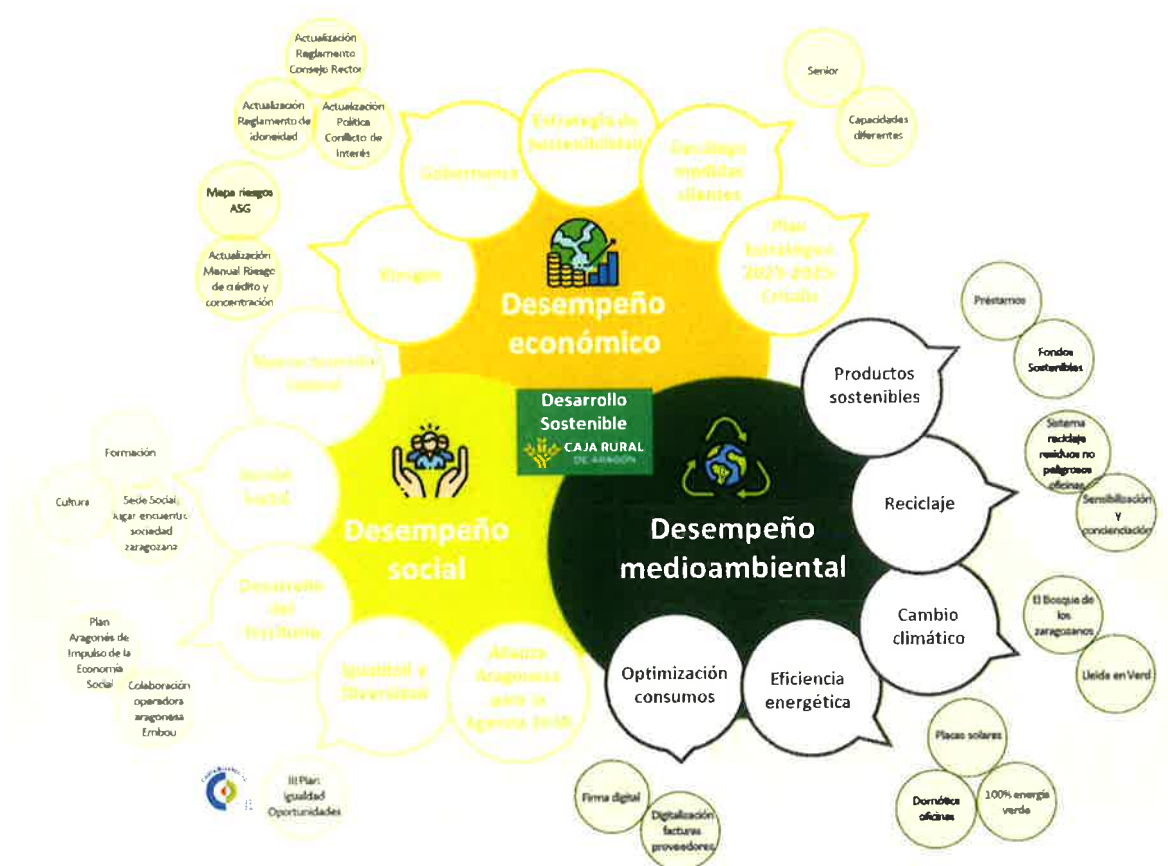 Actualización
Reglamento
Consejo Rector
Actualización
Reglamento de
idoneidad
Actualización
Política
Conflicto de
Interés
Mapa riesgos
ASG
Actualización
Manual Riesgo
de crédito y
concentración
Senior
Capacidades
diferentes
Gobernanza
Estrategia de
sostenibilidad
medidas
Plan
Estratégico
Riesgos
Desempeño
económico
Préstamos
Fondos
Sostenibles
Productos
sostenibles
Desarrollo
Sostenible
CAJA RURAL
DE ARAGÓN
Sistema
reciclaje
residuos no
peligrosos
oficinas
Sensibilización
y
concienciación
Reciclaje
Formación
Cultura
Sede Social,
lugar encuentro
sociedad
zaragozana
Social
Desempeño
social
Desempeño
medioambiental
Desarrollo
del
Territorio
Cambio
climático
El Bosque de
los
zaragozanos
Lleida en Verd
Plan
Aragonés de
Impulso de la
Economía
Social
Colaboración
operadora
aragonesa
Embou
Igualdad y
Diversidad
Alianza
Aragonesa
para la
Agenda 2030
Optimización
consumos
Eficiencia
energética
Placas solares
Domótica
oficinas
100% energía
verde
III Plan
Igualdad
Oportunidades
Firma digital
Digitalización
facturas
proveedores